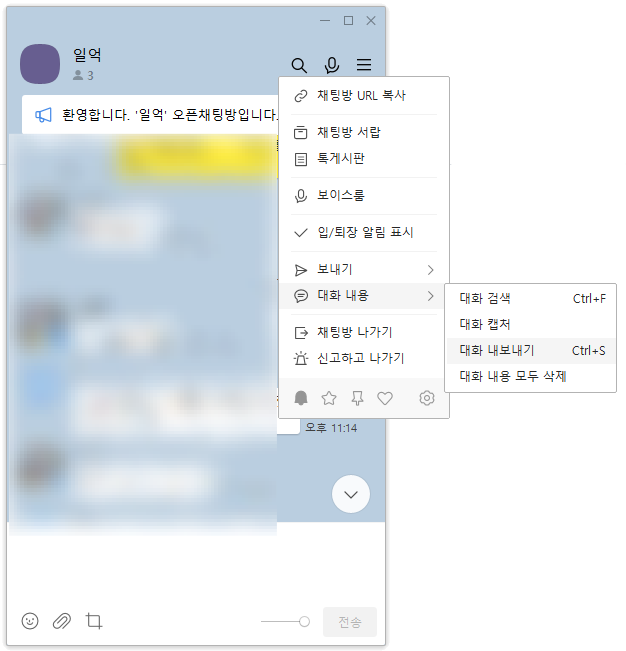 일억
3
환영합니다. '일억' 오픈채팅방입니다.
채팅방 URL 복사
채팅방 서랍
톡게시판
보이스룸
입/퇴장 알림 표시
보내기
대화 내용
대화 검색 Ctrl+F
대화 캡처
대화 내보내기 Ctrl+S
대화 내용 모두 삭제
채팅방 나가기
신고하고 나가기
오후 11:14
전송